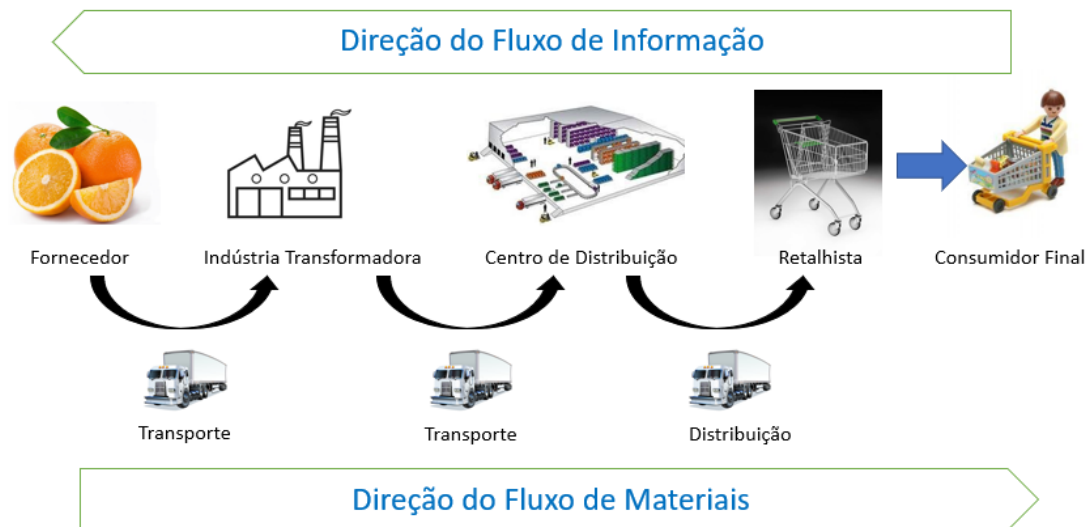 Direção do Fluxo de Informação
Fornecedor
Indústria Transformadora
Centro de Distribuição
Retalhista
Consumidor Final
Transporte
Transporte
Distribuição
Direção do Fluxo de Materiais